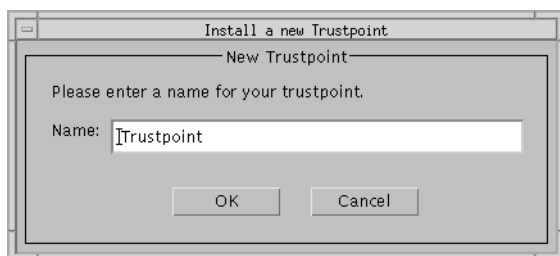 Install a new Trustpoint
New Trustpoint
Please enter a name for your trustpoint.
Name: Trustpoint
OK Cancel